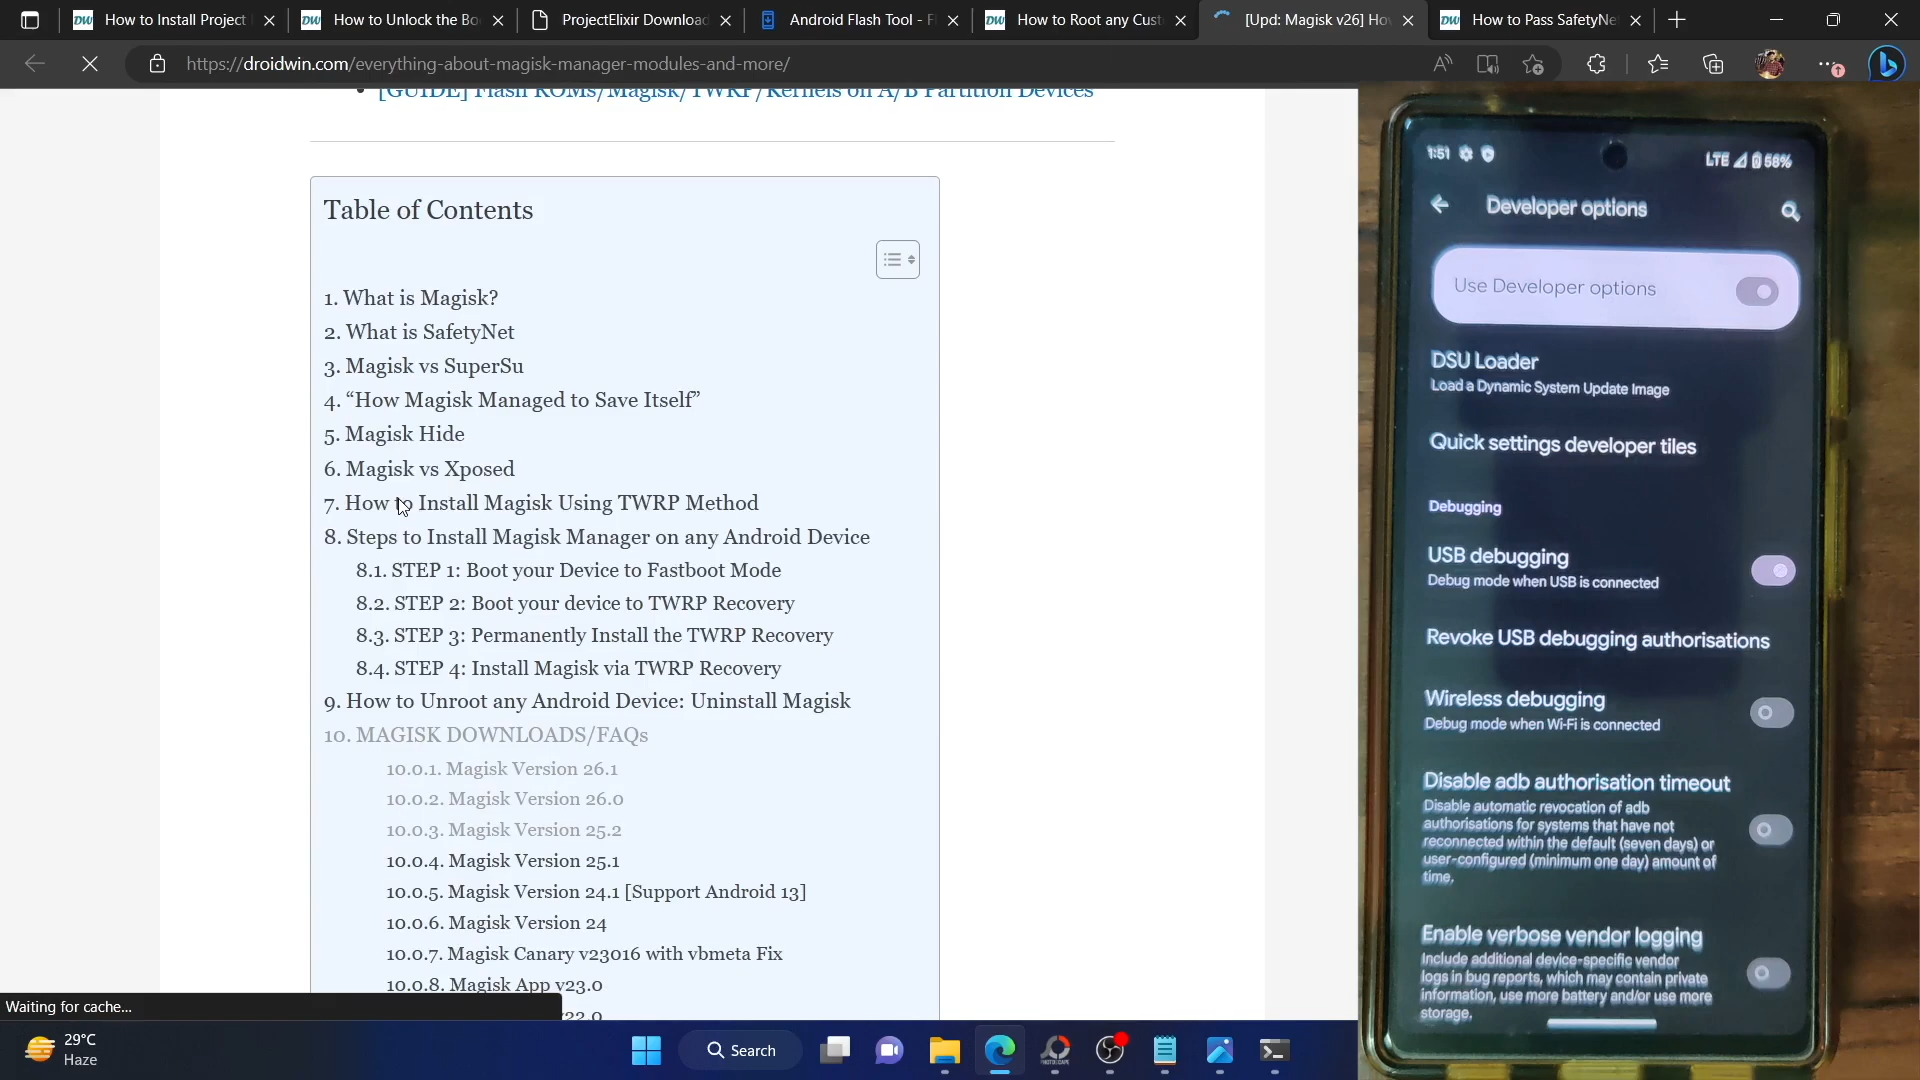 How to Install Project
How to Unlock the Bo
ProjectElixir Download
Android Flash Tool - F
How to Root any Cust
[Upd: Magisk v26] Ho
How to Pass SafetyNe
https://droidwin.com/everything-about-magisk-manager-modules-and-more/
[GUIDE] Flash ROMs/Magisk/TWRP/Kernels on A/B Partition Devices
Table of Contents
1. What is Magisk?
2. What is SafetyNet
3. Magisk vs SuperSu
4. “How Magisk Managed to Save Itself”
5. Magisk Hide
6. Magisk vs Xposed
7. How to Install Magisk Using TWRP Method
8. Steps to Install Magisk Manager on any Android Device
8.1. STEP 1: Boot your Device to Fastboot Mode
8.2. STEP 2: Boot your device to TWRP Recovery
8.3. STEP 3: Permanently Install the TWRP Recovery
8.4. STEP 4: Install Magisk via TWRP Recovery
9. How to Unroot any Android Device: Uninstall Magisk
10. MAGISK DOWNLOADS/FAQs
10.0.1. Magisk Version 26.1
10.0.2. Magisk Version 26.0
10.0.3. Magisk Version 25.2
10.0.4. Magisk Version 25.1
10.0.5. Magisk Version 24.1 [Support Android 13]
10.0.6. Magisk Version 24
10.0.7. Magisk Canary v23016 with vbmeta Fix
10.0.8. Magisk App v23.0
Waiting for cache...
29°C
Haze
Search
1:51
LTE 58%
Developer options
Use Developer options
DSU Loader
Load a Dynamic System Update Image
Quick settings developer tiles
Debugging
USB debugging
Debug mode when USB is connected
Revoke USB debugging authorisations
Wireless debugging
Debug mode when Wi-Fi is connected
Disable adb authorisation timeout
Disable automatic revocation of adb
authorisations for systems that have not
reconnected within the default (seven days) or
user-configured (minimum one day) amount of
time.
Enable verbose vendor logging
Include additional device-specific vendor
logs in bug reports, which may contain private
information, use more battery and/or use more
storage.